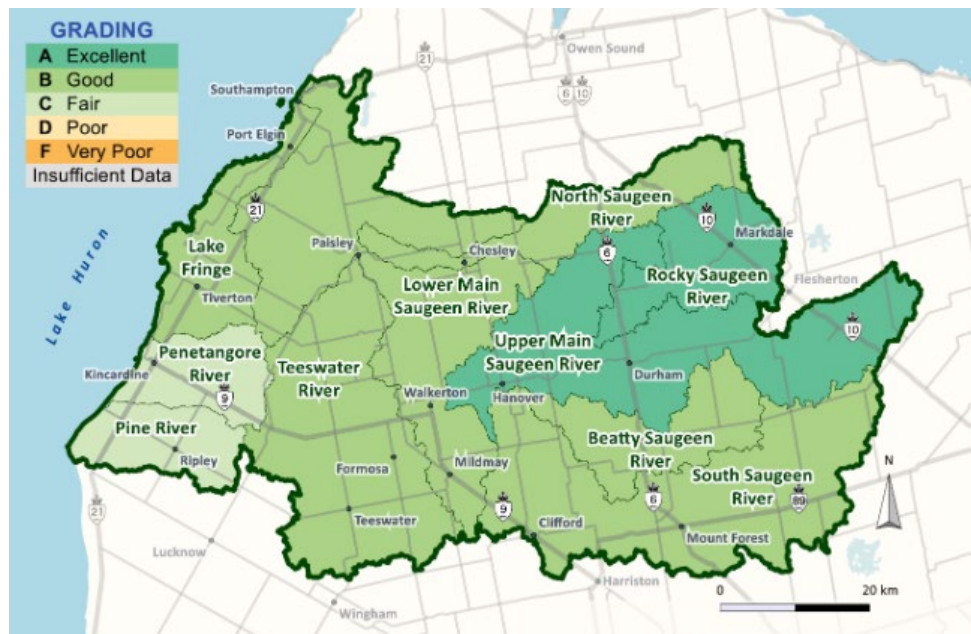 GRADING
A Excellent
B Good
C Fair
D Poor
F Very Poor
Insufficient Data
21
Owen Sound
6 10
Southampton
Port Elgin
21
North Saugeen
River
10
Markdale
6
Paisley
Chesley
Lake
Fringe
Lake Huron
Tiverton
Lower Main
Saugeen River
Rocky Saugeen
River
Flesherton
10
Penetangore
River
Kincardine
9
Teeswater
River
Upper Main
Saugeen River
Durham
Walkerton
Hanover
Pine River
Ripley
Beatty Saugeen
River
Formosa
Mildmay
South Saugeen
River
89
N
21
Teeswater
9
6
Clifford
Mount Forest
Lucknow
Harriston
Wingham
0 20 km